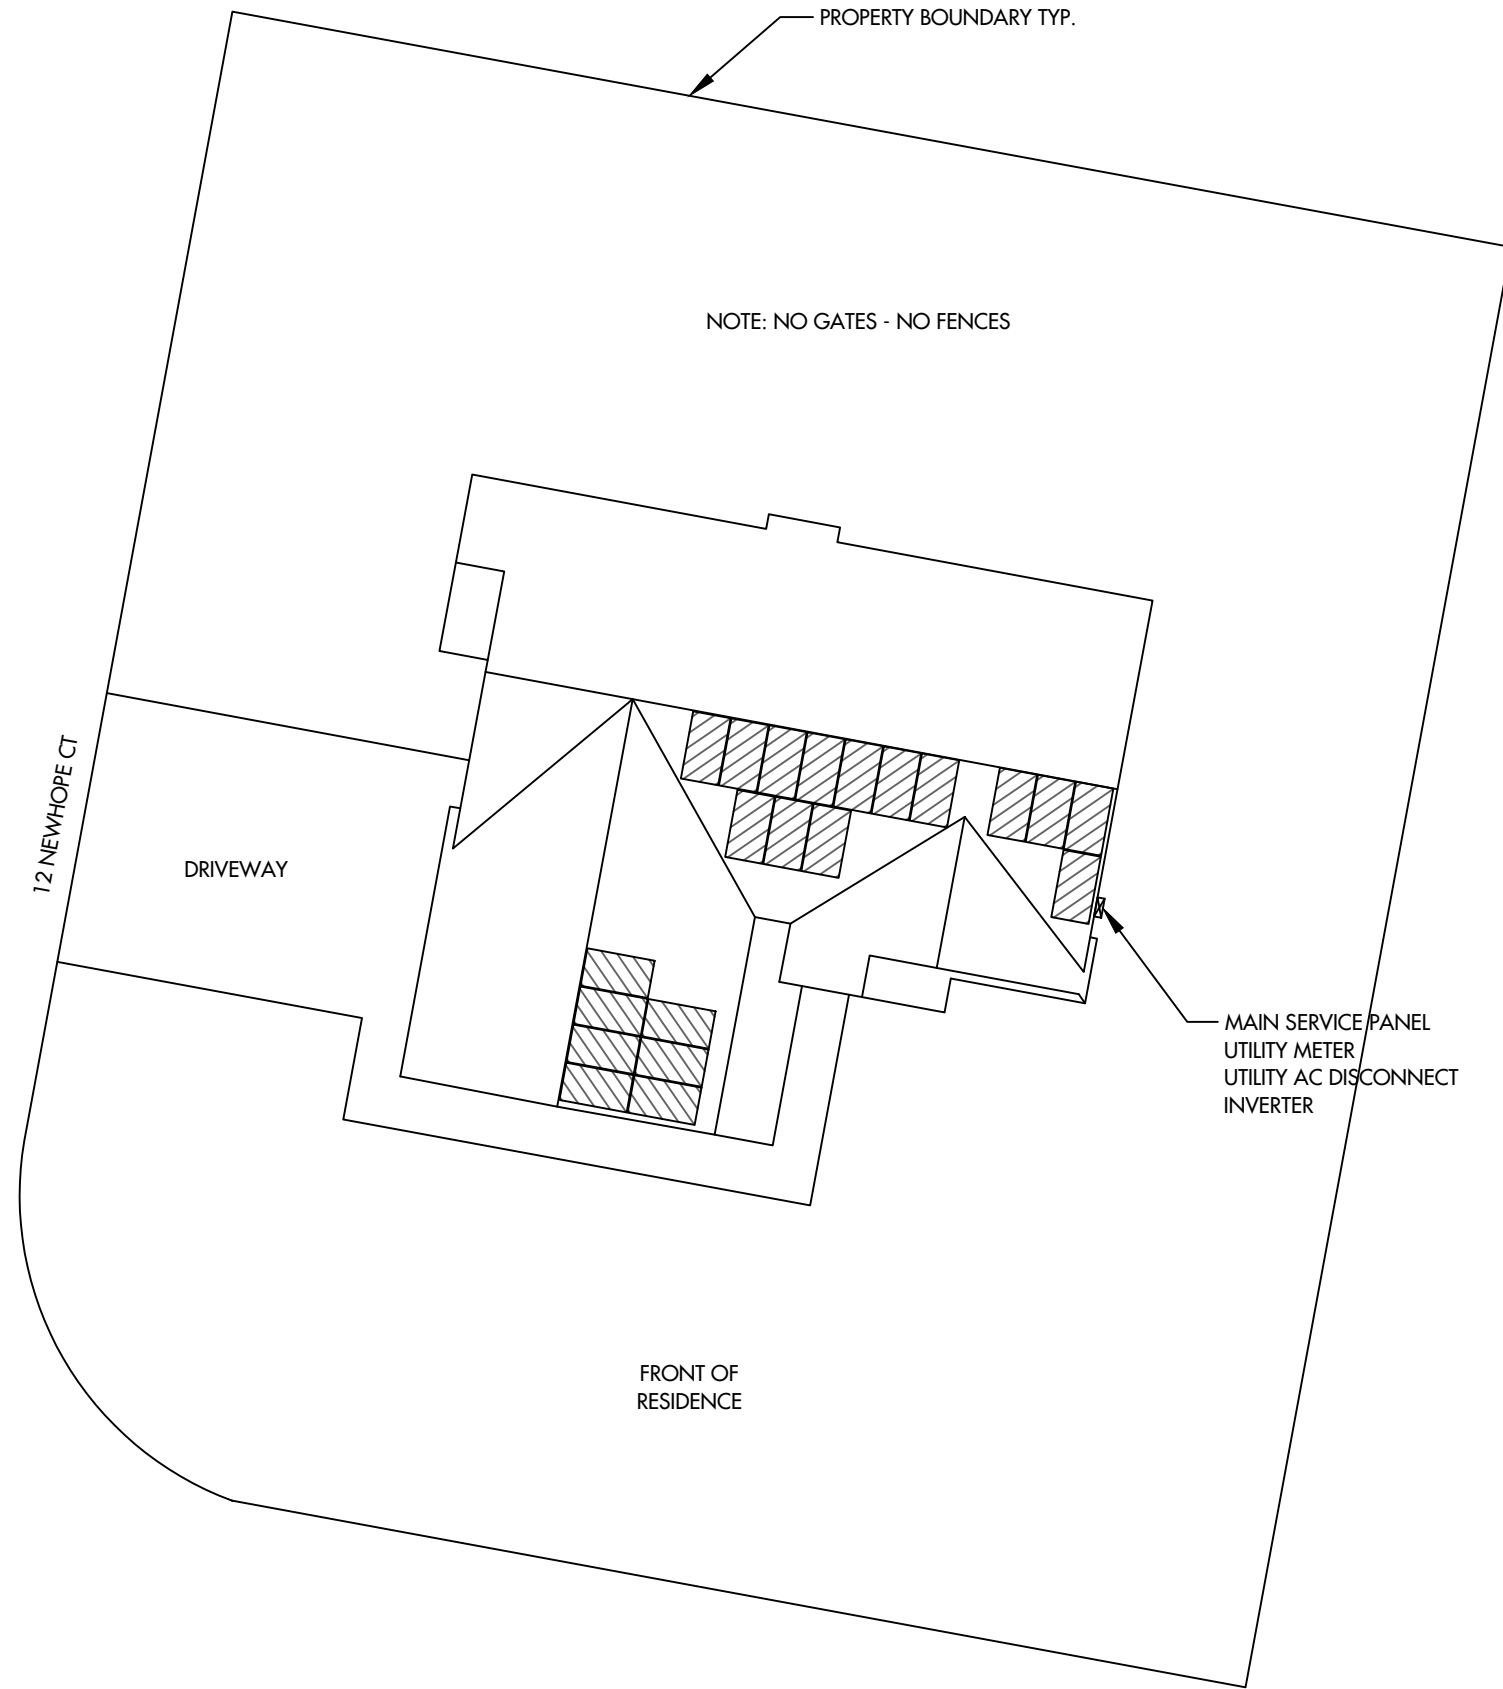 PROPERTY BOUNDARY TYP.
NOTE: NO GATES - NO FENCES
12 NEWHOPE CT
DRIVEWAY
MAIN SERVICE PANEL
UTILITY METER
UTILITY AC DISCONNECT
INVERTER
FRONT OF
RESIDENCE